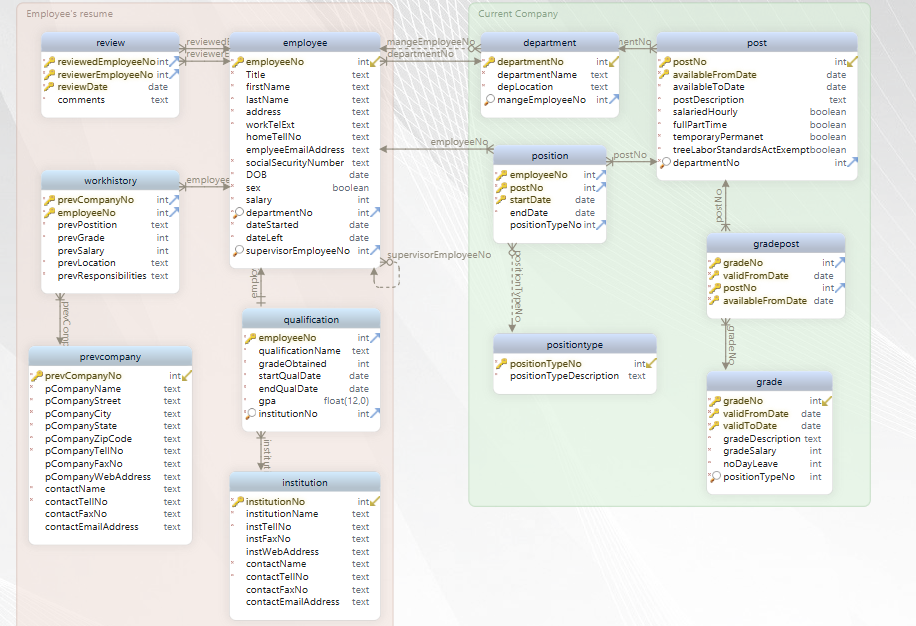 Employee's resume
review
reviewedEmployeeNo int
reviewerEmployeeNo int
reviewDate date
comments text
workhistory
prevCompanyNo int
employeeNo int
prevPostition text
prevGrade int
prevSalary int
prevLocation text
prevResponsibilities text
prevcompany
prevCompanyNo int
pCompanyName text
pCompanyStreet text
pCompanyCity text
pCompanyState text
pCompanyZipCode text
pCompanyTellNo text
pCompanyFaxNo text
pCompanyWebAddress text
contactName text
contactTellNo text
contactFaxNo text
contactEmailAddress text
reviewedE
reviewerE
employee
prevComp
employee
employeeNo int
Title text
firstName text
lastName text
address text
workTelExt text
homeTellNo text
emplyeeEmailAddress text
socialSecurityNumber text
DOB date
sex boolean
salary int
departmentNo int
dateStarted date
dateLeft date
supervisorEmployeeNo int
supervisorEmployeeNo
emplo
qualification
employeeNo int
qualificationName text
gradeObtained int
startQualDate date
endQualDate date
gpa float(12,0)
institutionNo int
institut
institution
institutionNo int
institutionName text
instTellNo text
instFaxNo text
instWebAddress text
contactName text
contactTellNo text
contactFaxNo text
contactEmailAddress text
Current Company
mangeEmployeeNo
departmentNo
department
departmentNo int
departmentName text
depLocation text
mangeEmployeeNo int
mentNo
post
postNo int
availableFromDate date
availableToDate date
postDescription text
salariedHourly boolean
fullPartTime boolean
temporaryPermanet boolean
treeLaborStandardsActExempt boolean
departmentNo int
employeeNo
position
employeeNo int
postNo int
startDate date
endDate date
positionTypeNo int
postNo
positionTypeNo
positiontype
positionTypeNo int
positionTypeDescription text
postNo
gradepost
gradeNo int
validFromDate date
postNo int
availableFromDate date
gradeNo
grade
gradeNo int
validFromDate date
validToDate date
gradeDescription text
gradeSalary int
noDayLeave int
positionTypeNo int